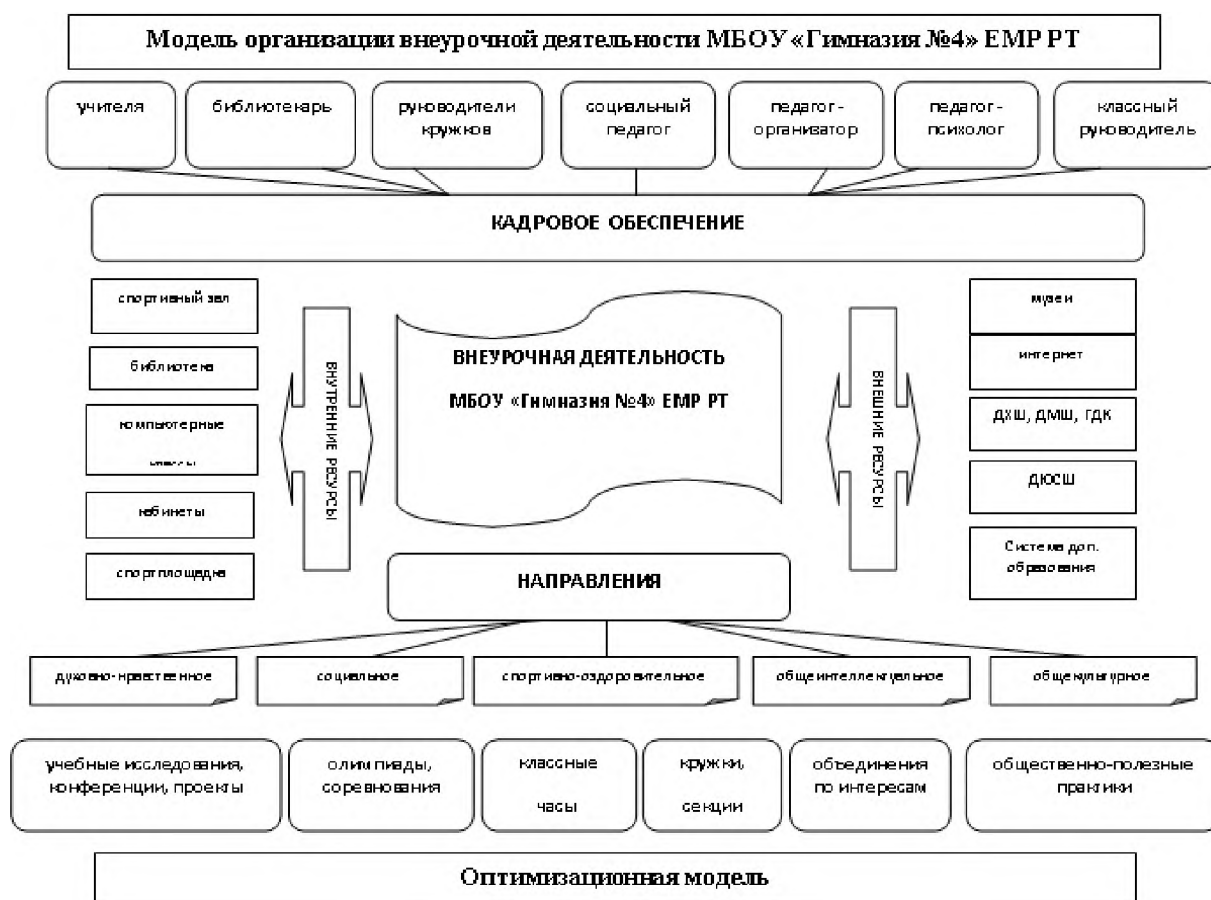 Модель организации внеурочной деятельности МБОУ «Гимназия №4» ЕМР РТ
учителя
библиотекарь
руководители
кружков
социальный
педагог
педагог-
организатор
педагог-
психолог
классный
руководитель
КАДРОВОЕ ОБЕСПЕЧЕНИЕ
спортивный зал
библиотека
компьютерные
кабинеты
спортплощадка
ВНУТРЕННИЕ РЕСУРСЫ
ВНЕУРОЧНАЯ ДЕЯТЕЛЬНОСТЬ
МБОУ «Гимназия №4» ЕМР РТ
ВНЕШНИЕ РЕСУРСЫ
музеи
интернет
ДХШ, ДМШ, ГДК
ДЮСШ
Система доп.
образования
НАПРАВЛЕНИЯ
духовно-нравственное
социальное
спортивно-оздоровительное
общеинтеллектуальное
общекультурное
учебные исследования,
конференции, проекты
олимпиады,
соревнования
классные
часы
кружки,
секции
объединения
по интересам
общественно-полезные
практики
Оптимизационная модель